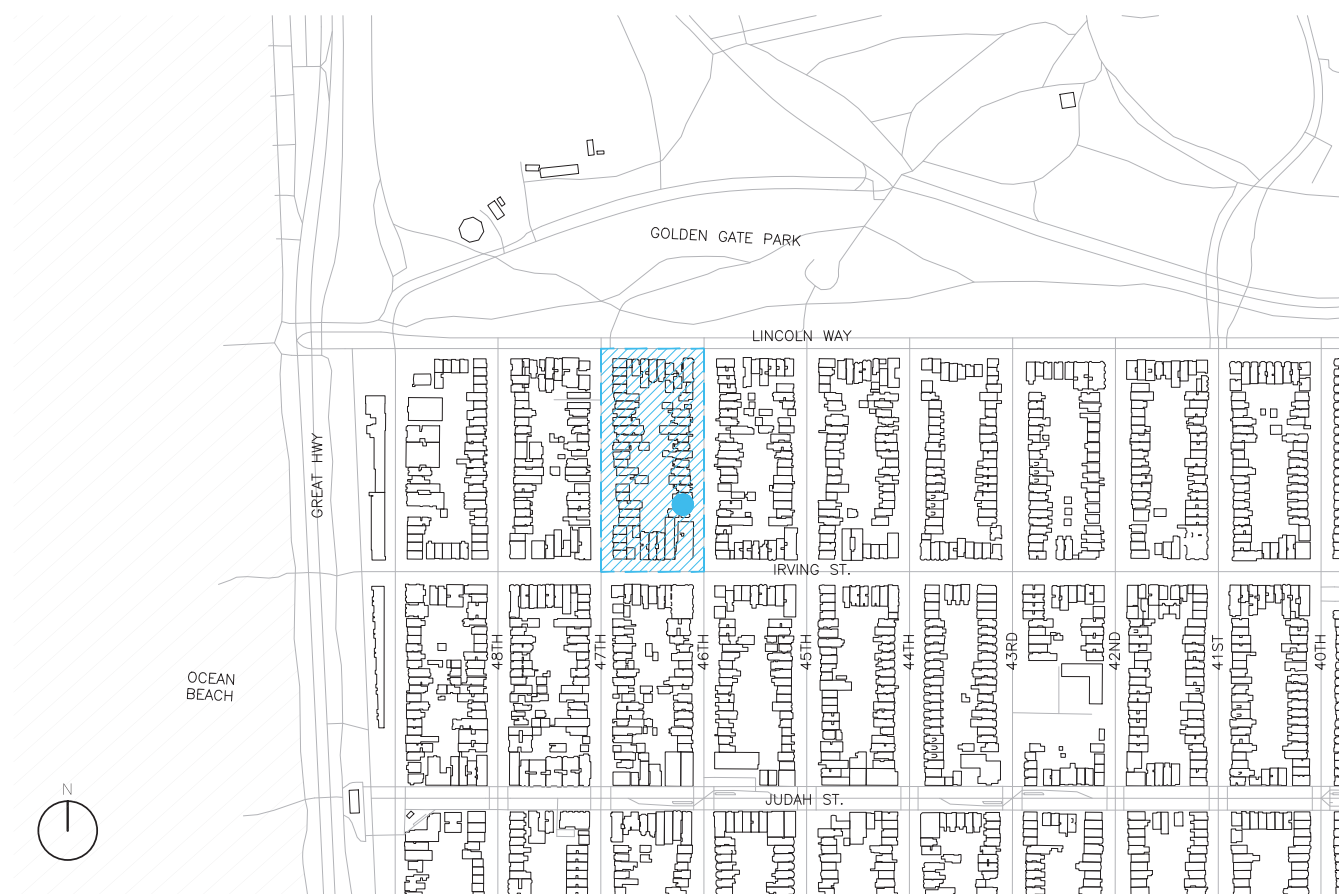 GOLDEN GATE PARK
LINCOLN WAY
GREAT HWY
IRVING ST.
48TH
47TH
46TH
45TH
44TH
43RD
42ND
41ST
40TH
OCEAN
BEACH
N
JUDAH ST.